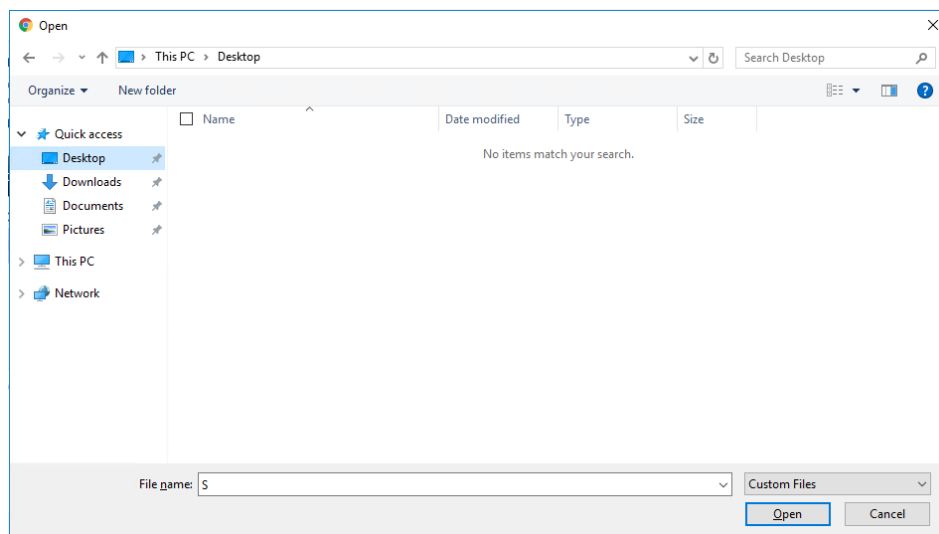 Open
This PC > Desktop
Search Desktop
Organize
New folder
Name
Date modified
Type
Size
Quick access
Desktop
Downloads
Documents
Pictures
This PC
Network
No items match your search.
File name: S
Custom Files
Open
Cancel